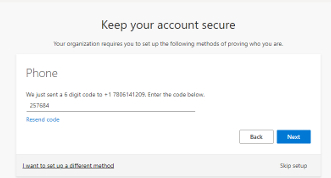 Keep your account secure
Your organization requires you to set up the following methods of proving who you are.
Phone
We just sent a 6 digit code to +1 7806141209. Enter the code below.
257684
Resend code
Back
Next
I want to set up a different method
Skip setup